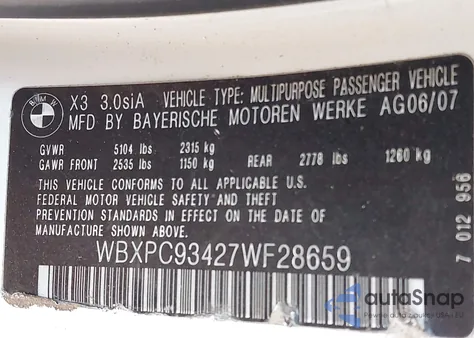 BMW
X3 3.0siA VEHICLE TYPE: MULTIPURPOSE PASSENGER VEHICLE
MFD BY BAYERISCHE MOTOREN WERKE AG06/07
GVWR 5104 lbs 2315 kg
GAWR FRONT 2535 lbs 1150 kg REAR 2778 lbs 1260 kg
THIS VEHICLE CONFORMS TO ALL APPLICABLE U.S.
FEDERAL MOTOR VEHICLE SAFETY AND THEFT
PREVENTION STANDARDS IN EFFECT ON THE DATE OF
MANUFACTURE SHOWN ABOVE.
WBXPC93427WF28659
7 012 956
autoSnap